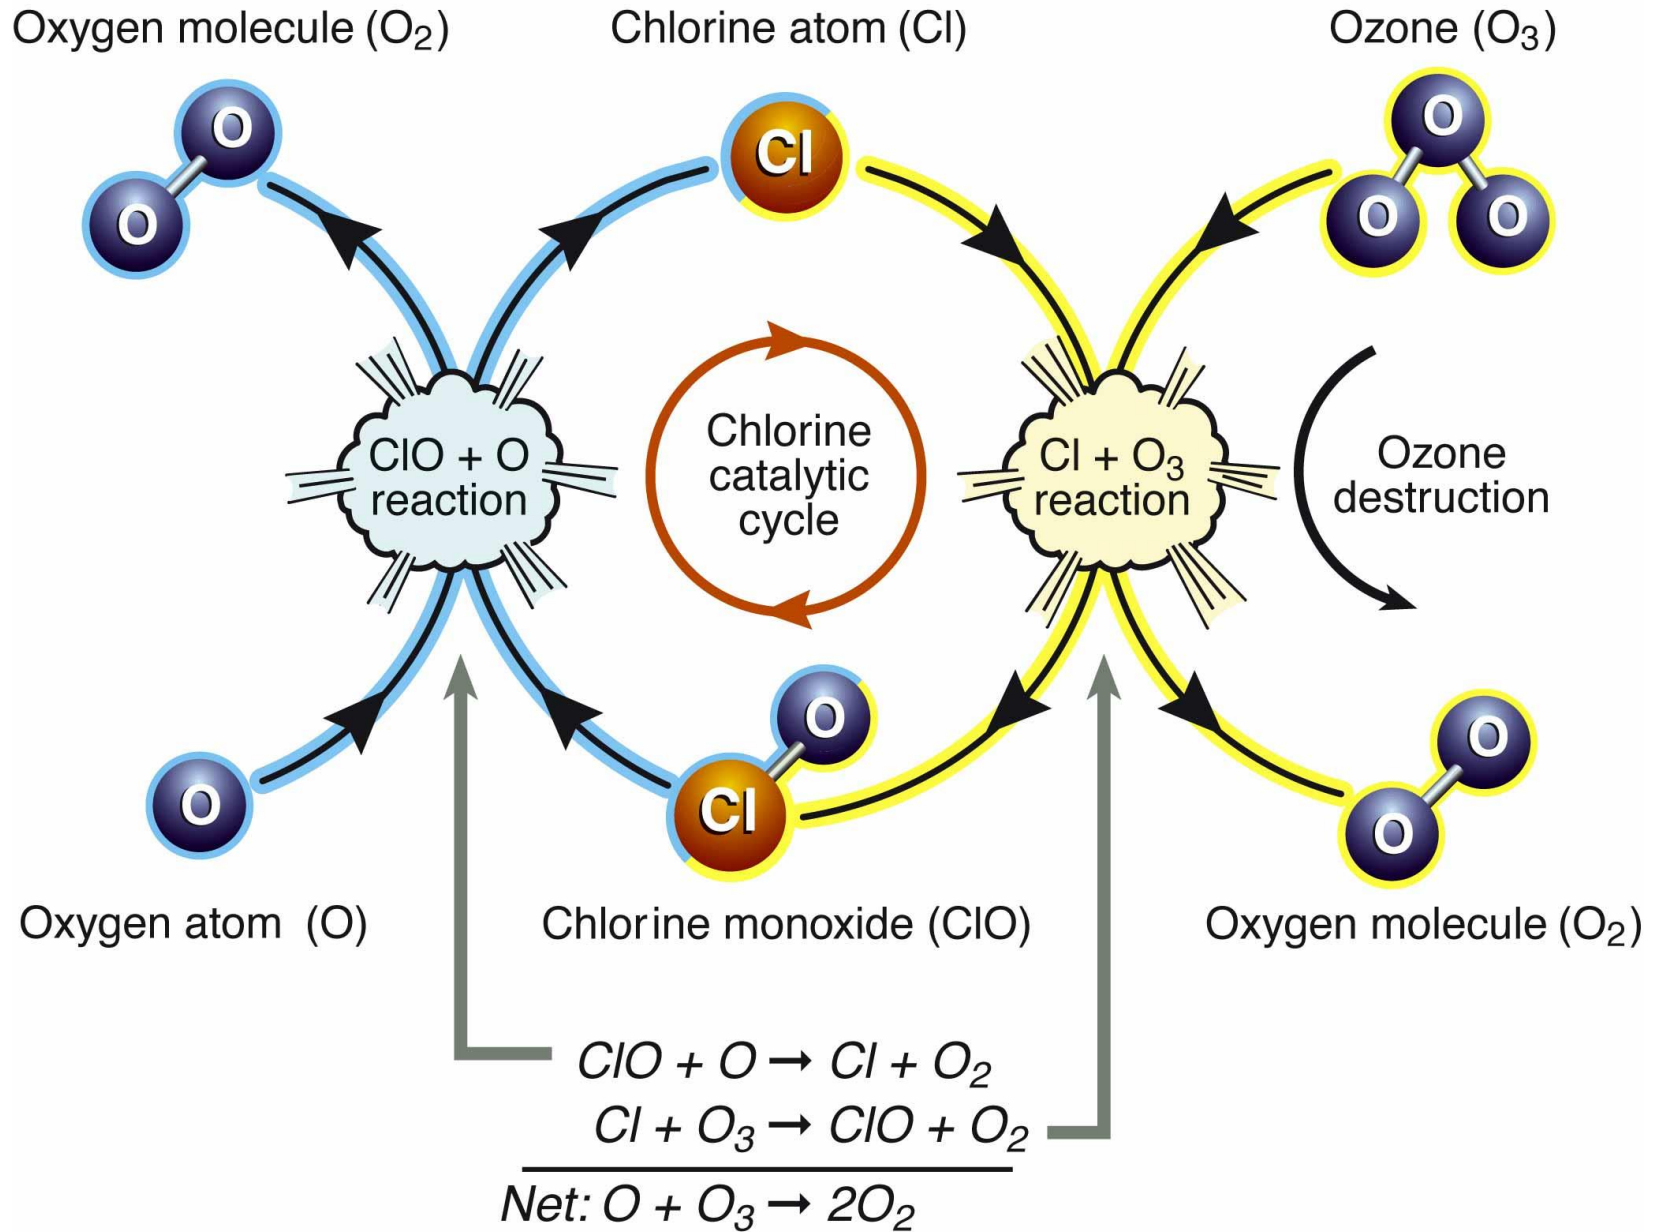 Oxygen molecule (O₂)
Chlorine atom (Cl)
Ozone (O₃)
O
O
Cl
O
O
O
ClO + O
reaction
Chlorine
catalytic
cycle
Cl + O₃
reaction
Ozone
destruction
O
Cl
O
O
O
Oxygen atom (O)
Chlorine monoxide (ClO)
Oxygen molecule (O₂)
ClO + O → Cl + O₂
Cl + O₃ → ClO + O₂
Net: O + O₃ → 2O₂